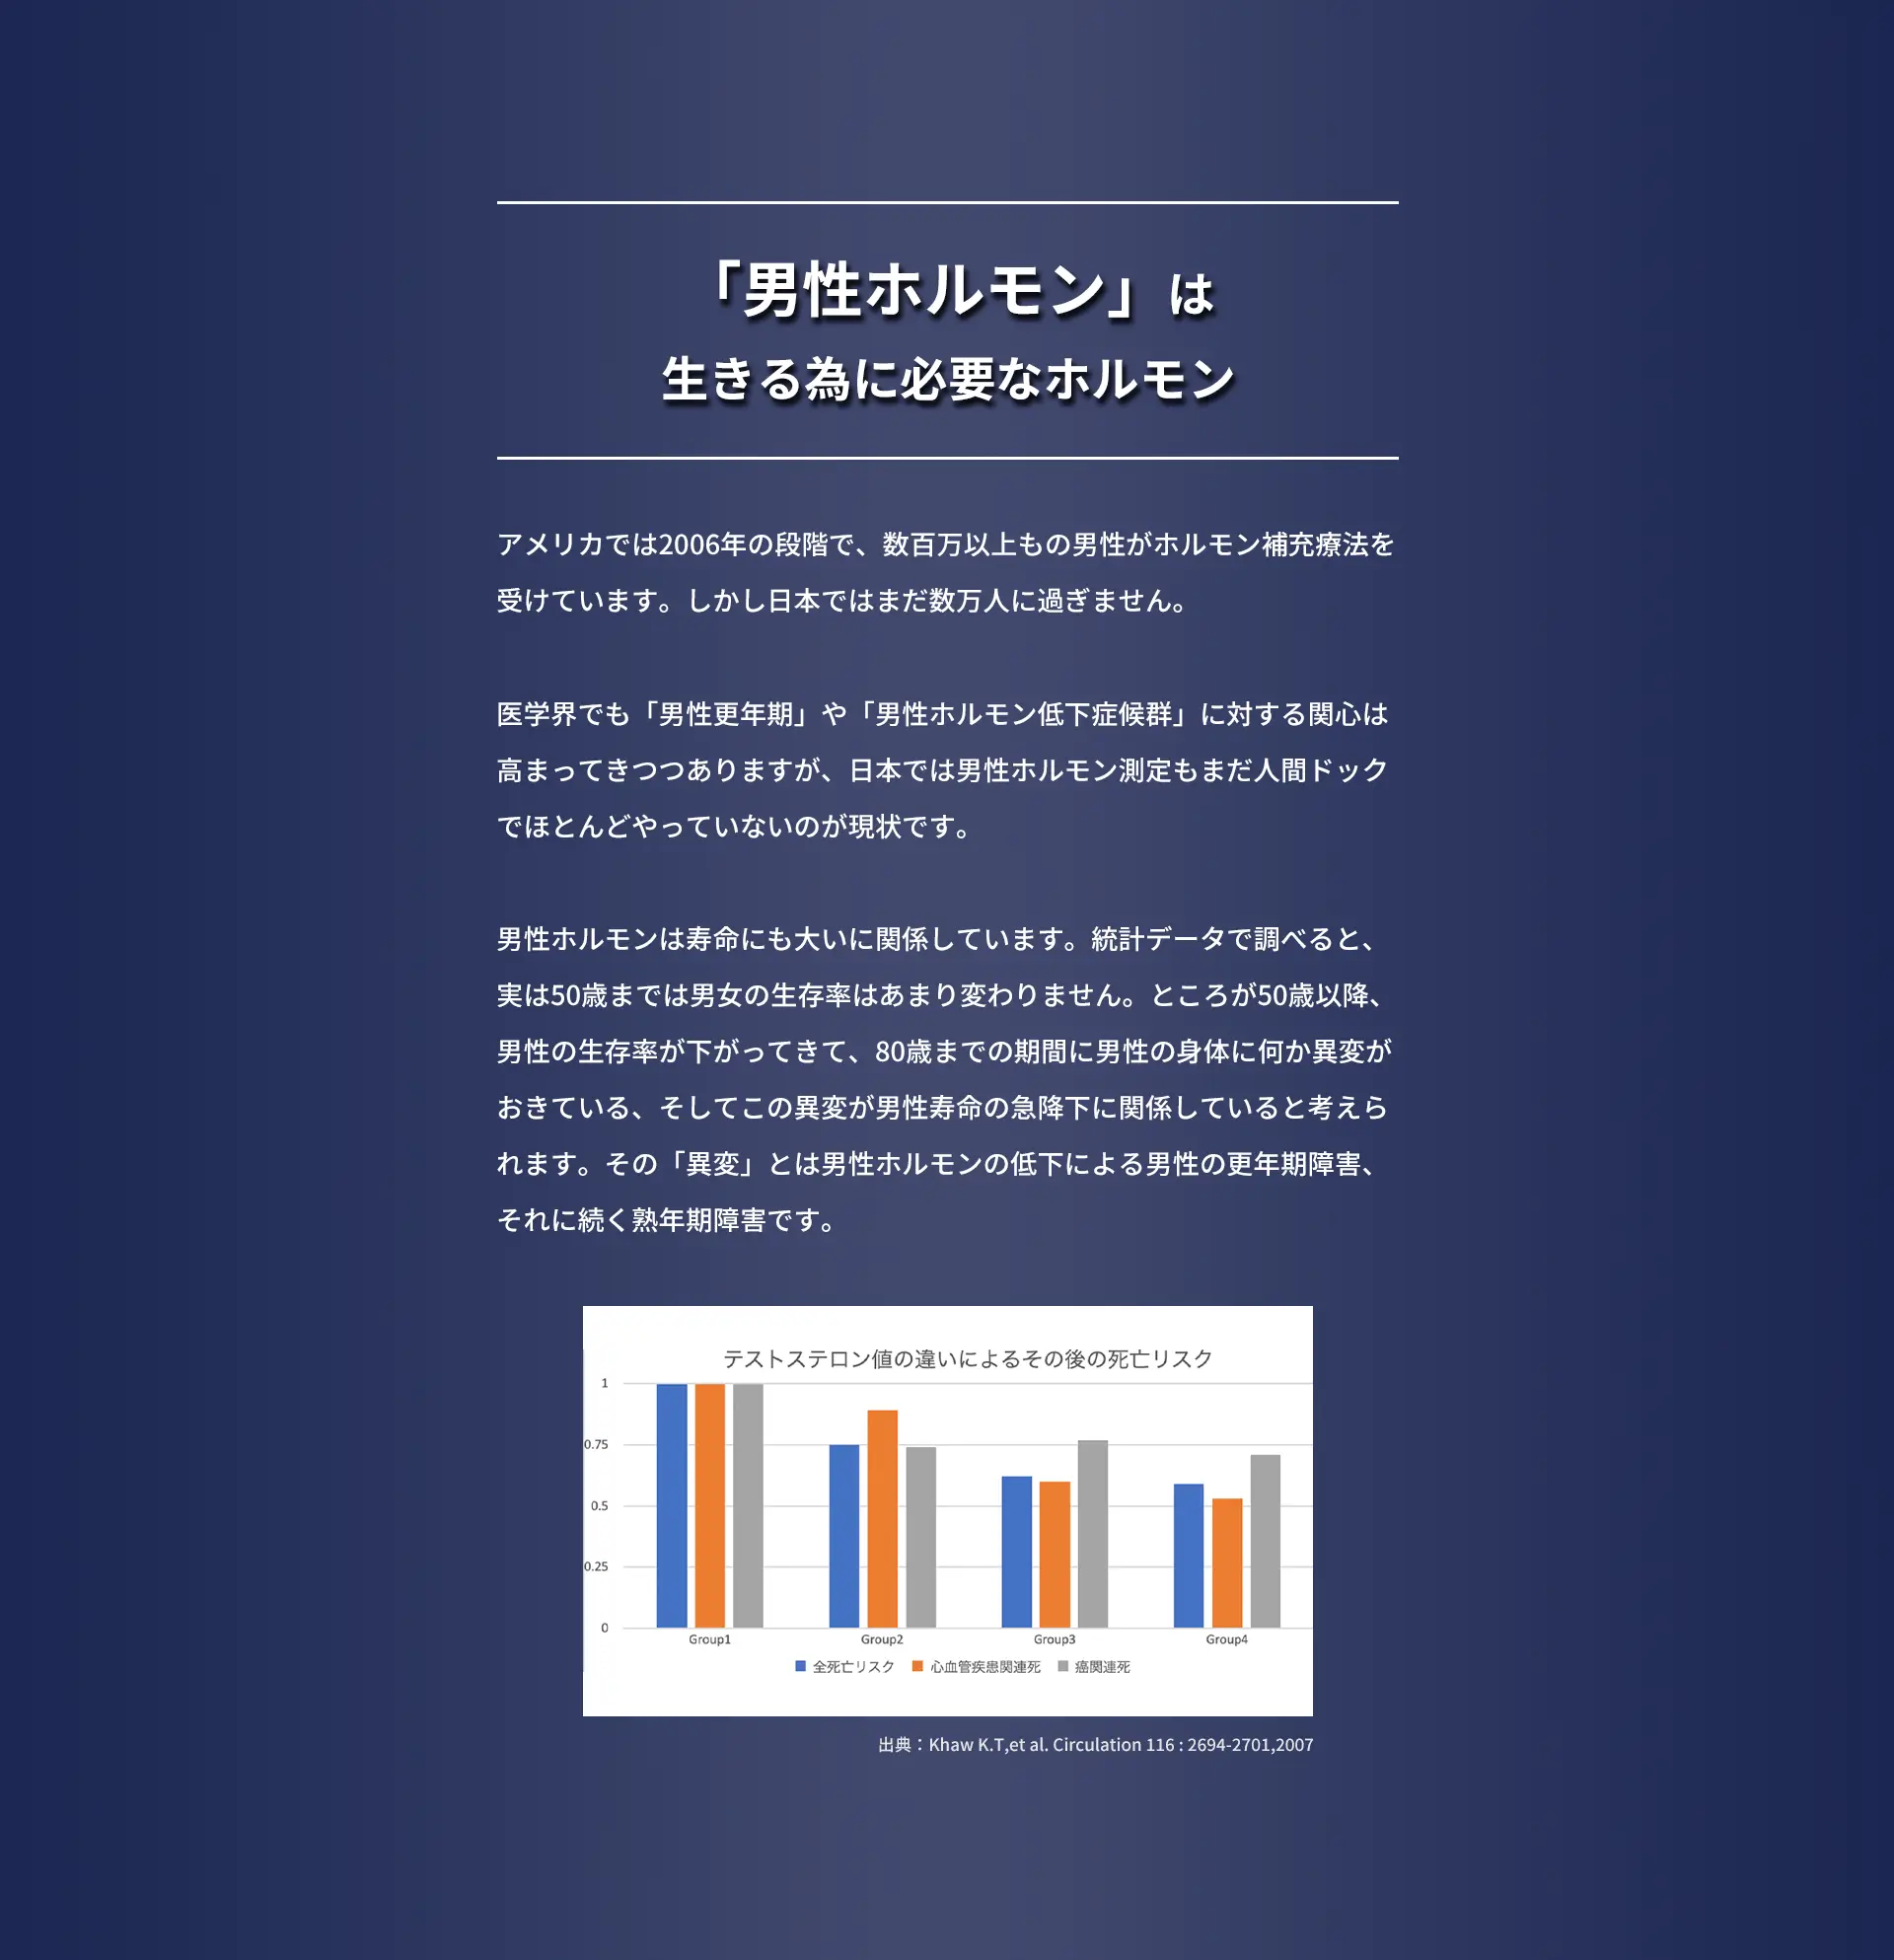 「男性ホルモン」は
生きる為に必要なホルモン
アメリカでは2006年の段階で、数百万以上もの男性がホルモン補充療法を
受けています。しかし日本ではまだ数万人に過ぎません。
医学界でも「男性更年期」や「男性ホルモン低下症候群」に対する関心は
高まってきつつありますが、日本では男性ホルモン測定もまだ人間ドック
でほとんどやっていないのが現状です。
男性ホルモンは寿命にも大いに関係しています。統計データで調べると、
実は50歳までは男女の生存率はあまり変わりません。ところが50歳以降、
男性の生存率が下がってきて、80歳までの期間に男性の身体に何か異変が
おきている、そしてこの異変が男性寿命の急降下に関係していると考えら
れます。その「異変」とは男性ホルモンの低下による男性の更年期障害、
それに続く熟年期障害です。
テストステロン値の違いによるその後の死亡リスク
1
0.75
0.5
0.25
0
Group1 Group2 Group3 Group4
全死亡リスク 心血管疾患関連死 癌関連死
出典：Khaw K.T,et al. Circulation 116 : 2694-2701,2007